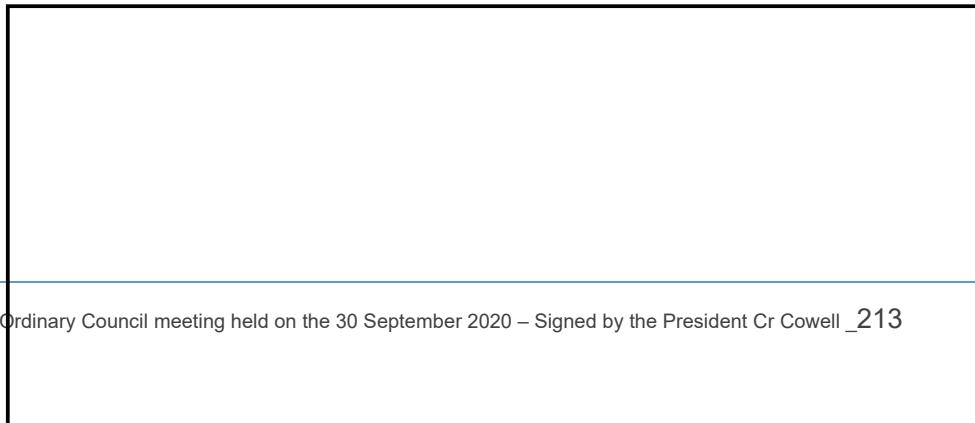 Ordinary Council meeting held on the 30 September 2020 – Signed by the President Cr Cowell _213